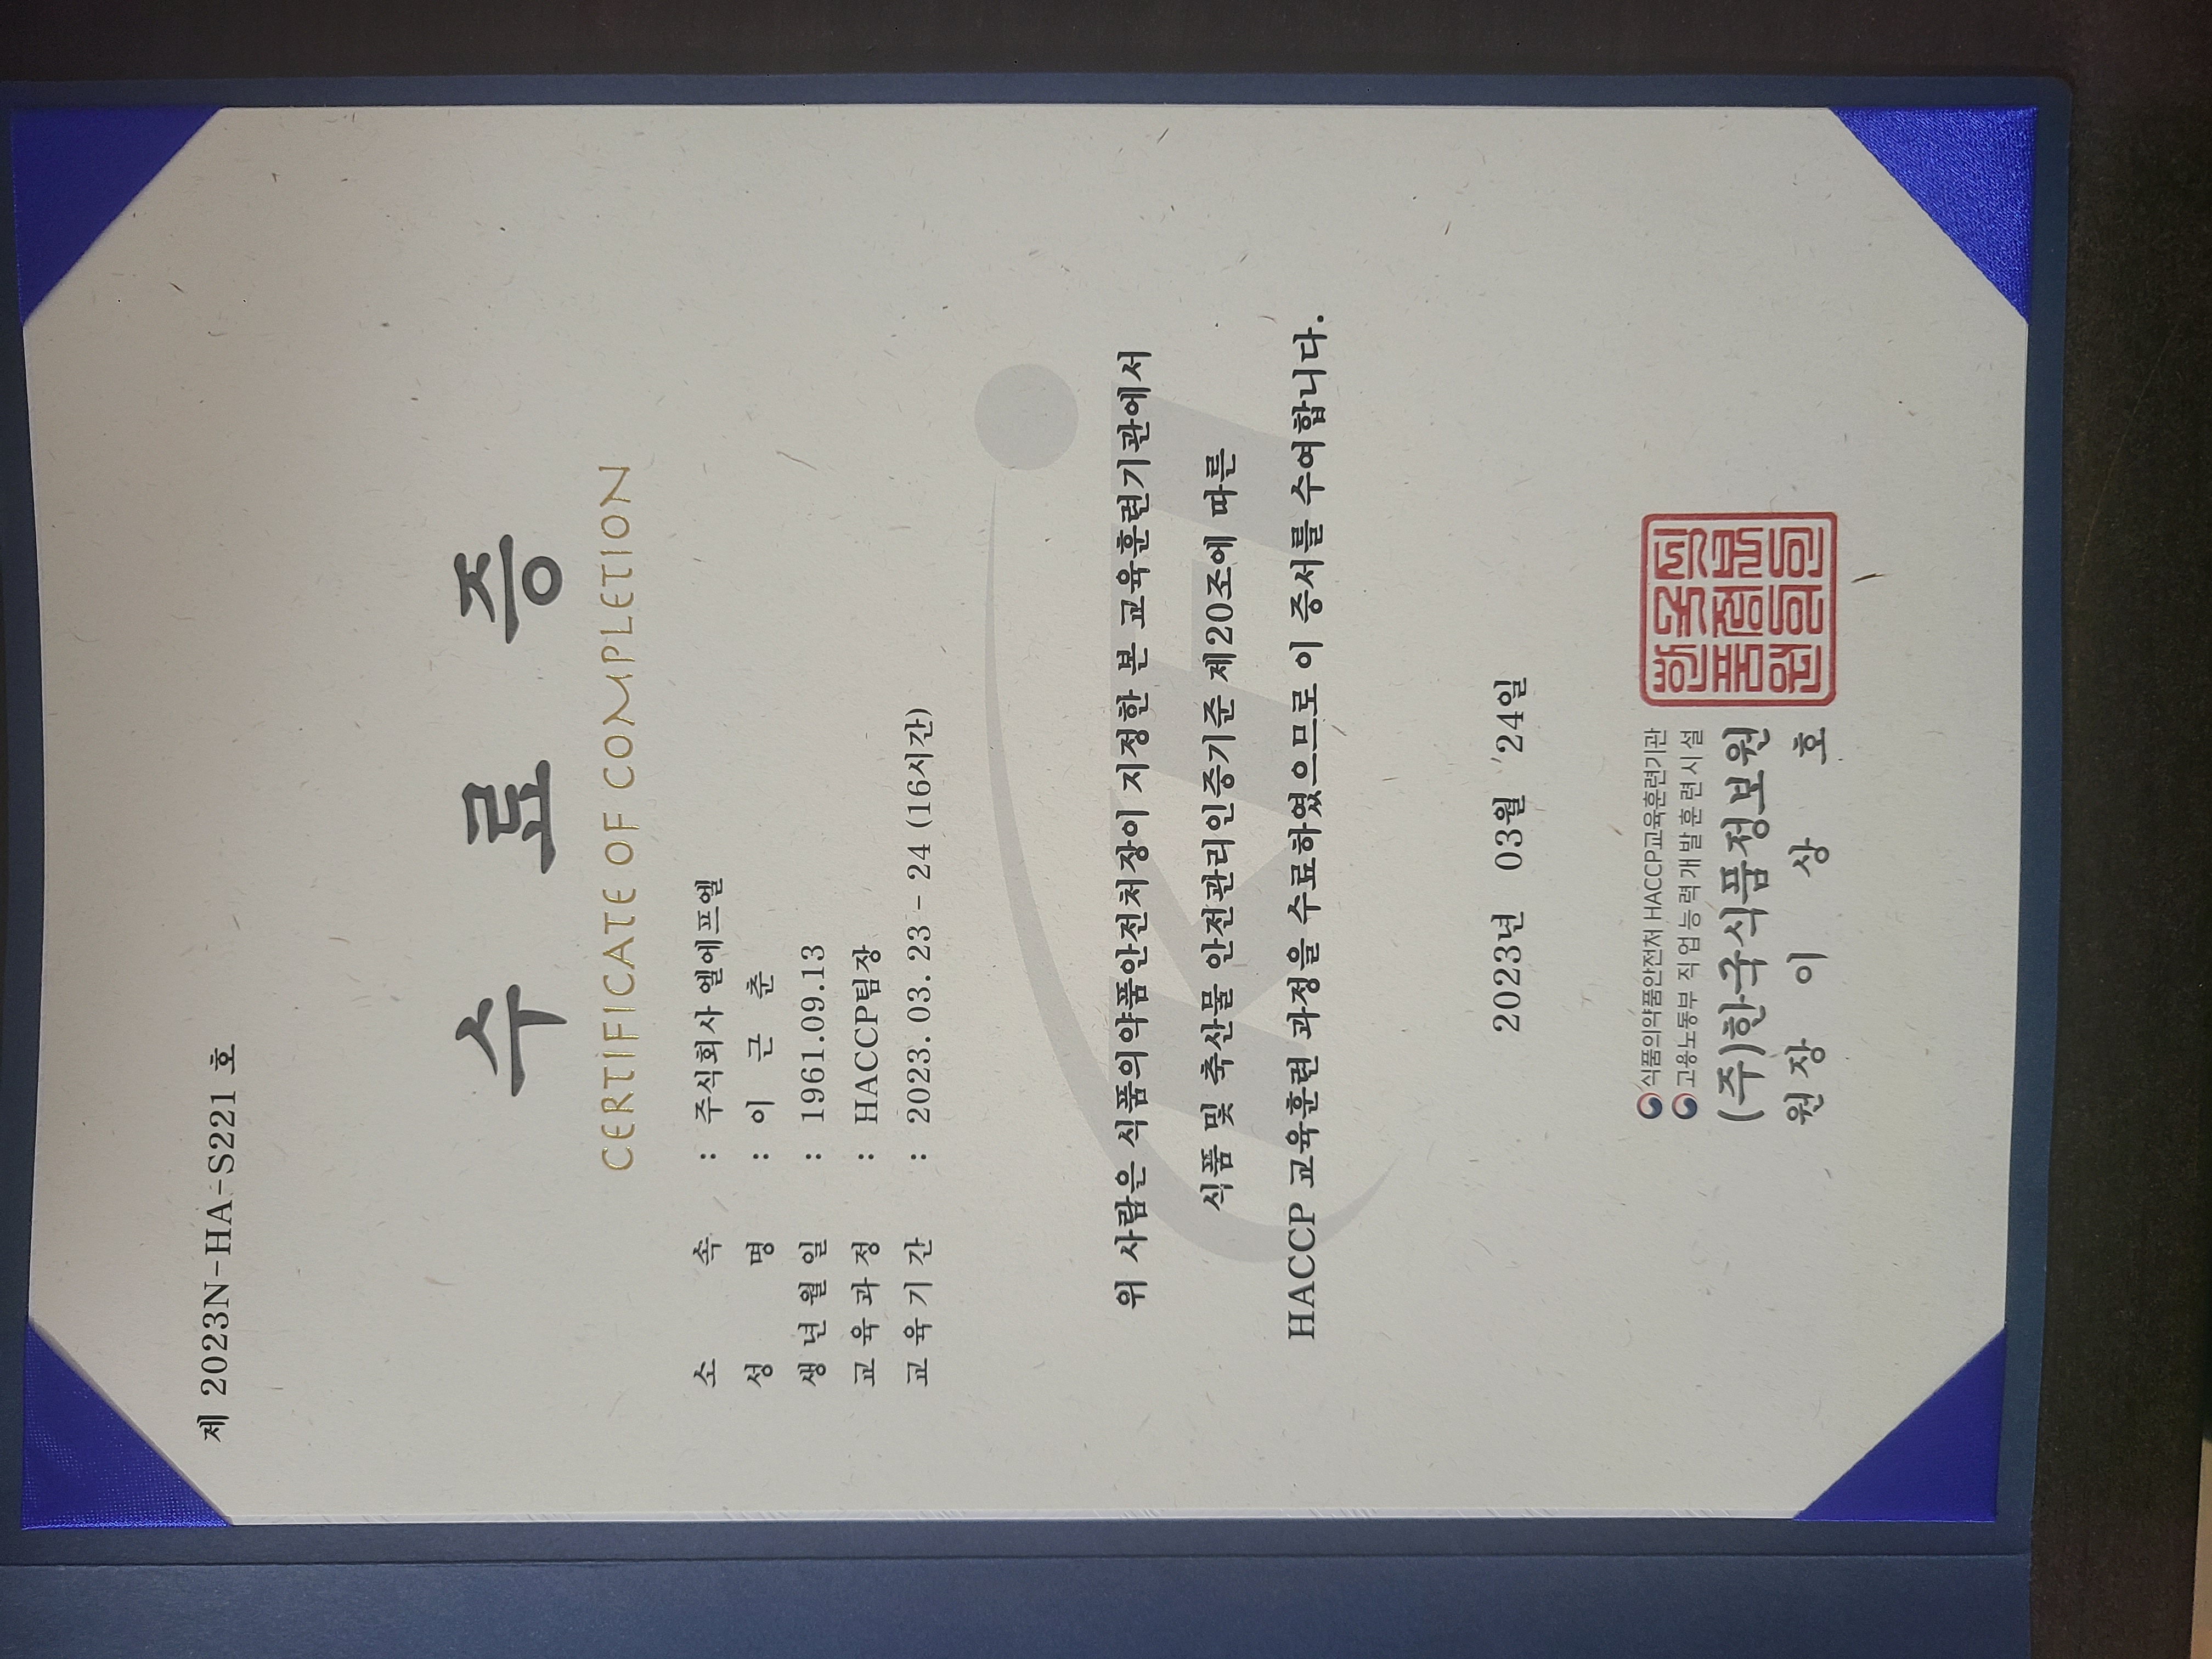 제 2023N-HA-S221 호
수 료 증
CERTIFICATE OF COMPLETION
소 속 : 주식회사 엘에프엘
성 명 : 이 근 춘
생년월일 : 1961.09.13
교육과정 : HACCP팀장
교육기간 : 2023. 03. 23 - 24 (16시간)
KFI
위 사람은 식품의약품안전처장이 지정한 본 교육훈련기관에서
식품 및 축산물 안전관리인증기준 제20조에 따른
HACCP 교육훈련 과정을 수료하였으므로 이 증서를 수여합니다.
2023년 03월 24일
식품의약품안전처 HACCP교육훈련기관
고용노동부 직업능력개발훈련시설
(주)한국식품정보원
원장 이 상 호